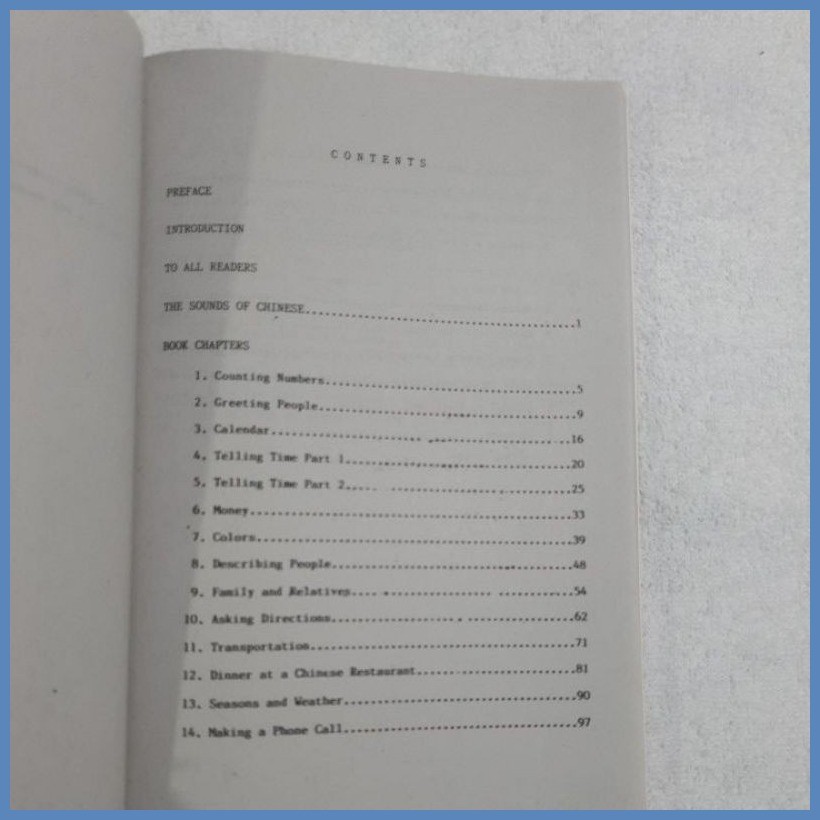 CONTENTS
PREFACE
INTRODUCTION
TO ALL READERS
THE SOUNDS OF CHINESE.....1
BOOK CHAPTERS
1. Counting Numbers.....5
2. Greeting People.....9
3. Calendar.....16
4. Telling Time Part 1.....20
5. Telling Time Part 2.....25
6. Money.....33
7. Colors.....39
8. Describing People.....48
9. Family and Relatives.....54
10. Asking Directions.....62
11. Transportation.....71
12. Dinner at a Chinese Restaurant.....81
13. Seasons and Weather.....90
14. Making a Phone Call.....97